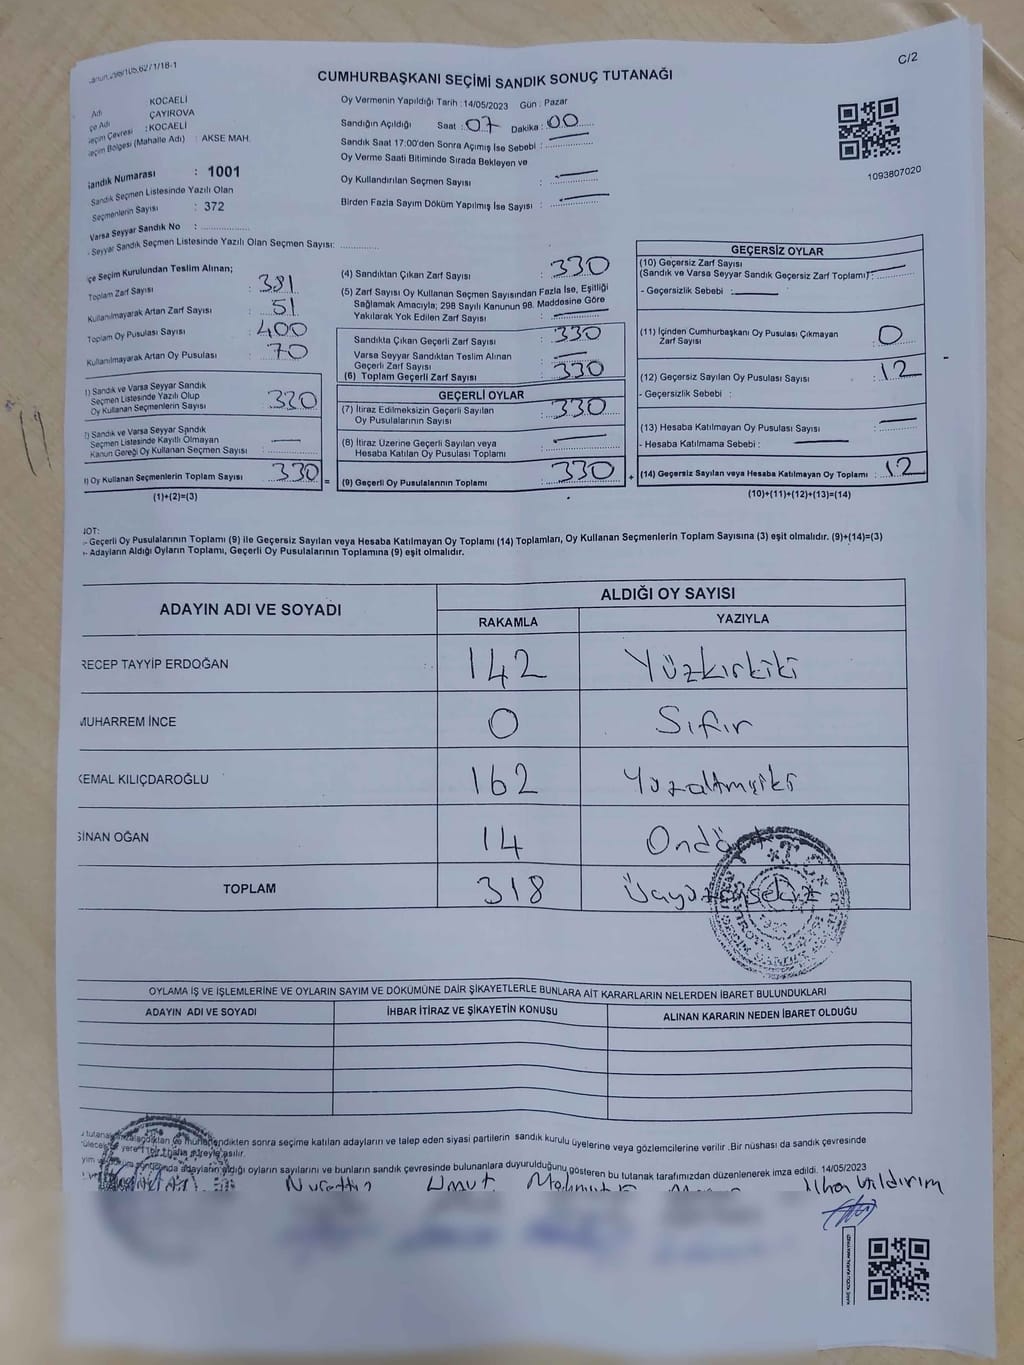 C/2
CUMHURBAŞKANI SEÇİMİ SANDIK SONUÇ TUTANAĞI
Adı KOCAELİ
çe Adı ÇAYIROVA
eçim Çevresi : KOCAELİ
eçim Bölgesi (Mahalle Adı) : AKSE MAH.
Sandık Numarası : 1001
Sandık Seçmen Listesinde Yazılı Olan
Seçmenlerin Sayısı : 372
Varsa Seyyar Sandık No : ...............
- Seyyar Sandık Seçmen Listesinde Yazılı Olan Seçmen Sayısı: ............
Oy Vermenin Yapıldığı Tarih : 14/05/2023 Gün : Pazar
Sandığın Açıldığı Saat : 07 Dakika : 00
Sandık Saat 17:00'den Sonra Açımış İse Sebebi : —
Oy Verme Saati Bitiminde Sırada Bekleyen ve
Oy Kullandırılan Seçmen Sayısı : —
Birden Fazla Sayım Döküm Yapılmış İse Sayısı : —
1093807020
çe Seçim Kurulundan Teslim Alınan;
Toplam Zarf Sayısı : 381
Kullanılmayarak Artan Zarf Sayısı : 51
Toplam Oy Pusulası Sayısı : 400
Kullanılmayarak Artan Oy Pusulası : 70
1) Sandık ve Varsa Seyyar Sandık
Seçmen Listesinde Yazılı Olup
Oy Kullanan Seçmenlerin Sayısı : 330
) Sandık ve Varsa Seyyar Sandık
Seçmen Listesinde Kayıtlı Olmayan
Kanun Gereği Oy Kullanan Seçmen Sayısı : —
) Oy Kullanan Seçmenlerin Toplam Sayısı : 330 =
(1)+(2)=(3)
(4) Sandıktan Çıkan Zarf Sayısı : 330
(5) Zarf Sayısı Oy Kullanan Seçmen Sayısından Fazla İse, Eşitliği
Sağlamak Amacıyla; 298 Sayılı Kanunun 98. Maddesine Göre
Yakılarak Yok Edilen Zarf Sayısı : —
Sandıkta Çıkan Geçerli Zarf Sayısı : 330
Varsa Seyyar Sandıktan Teslim Alınan
Geçerli Zarf Sayısı : —
(6) Toplam Geçerli Zarf Sayısı : 330
GEÇERLİ OYLAR
(7) İtiraz Edilmeksizin Geçerli Sayılan
Oy Pusulasının Sayısı : 330
(8) İtiraz Üzerine Geçerli Sayılan veya
Hesaba Katılan Oy Pusulası Toplamı : —
(9) Geçerli Oy Pusulalarının Toplamı : 330 +
GEÇERSİZ OYLAR
(10) Geçersiz Zarf Sayısı
(Sandık ve Varsa Seyyar Sandık Geçersiz Zarf Toplamı) : —
- Geçersizlik Sebebi : —
(11) İçinden Cumhurbaşkanı Oy Pusulası Çıkmayan
Zarf Sayısı : 0
(12) Geçersiz Sayılan Oy Pusulası Sayısı : 12
- Geçersizlik Sebebi :
(13) Hesaba Katılmayan Oy Pusulası Sayısı : —
- Hesaba Katılmama Sebebi : —
(14) Geçersiz Sayılan veya Hesaba Katılmayan Oy Toplamı : 12
(10)+(11)+(12)+(13)=(14)
NOT:
- Geçerli Oy Pusulalarının Toplamı (9) ile Geçersiz Sayılan veya Hesaba Katılmayan Oy Toplamı (14) Toplamları, Oy Kullanan Seçmenlerin Toplam Sayısına (3) eşit olmalıdır. (9)+(14)=(3)
- Adayların Aldığı Oyların Toplamı, Geçerli Oy Pusulalarının Toplamına (9) eşit olmalıdır.
ADAYIN ADI VE SOYADI ALDIĞI OY SAYISI
RAKAMLA YAZIYLA
RECEP TAYYİP ERDOĞAN 142 Yüzkırkiki
MUHARREM İNCE 0 Sıfır
KEMAL KILIÇDAROĞLU 162 Yüzaltmışiki
SİNAN OĞAN 14 Ondört
TOPLAM 318 Üçyüzonsekiz
OYLAMA İŞ VE İŞLEMLERİNE VE OYLARIN SAYIM VE DÖKÜMÜNE DAİR ŞİKAYETLERLE BUNLARA AİT KARARLARIN NELERDEN İBARET BULUNDUKLARI
ADAYIN ADI VE SOYADI İHBAR İTİRAZ VE ŞİKAYETİN KONUSU ALINAN KARARIN NEDEN İBARET OLDUĞU
ve mühürlendikten sonra seçime katılan adayların ve talep eden siyasi partilerin sandık kurulu üyelerine veya gözlemcilerine verilir .Bir nüshası da sandık çevresinde
hafta süreyle asılır.
adayların aldığı oyların sayılarını ve bunların sandık çevresinde bulunanlara duyurulduğunu gösteren bu tutanak tarafımızdan düzenlenerek imza edildi. 14/05/2023
Nurettin Umut Mahmut İlhan Yıldırım